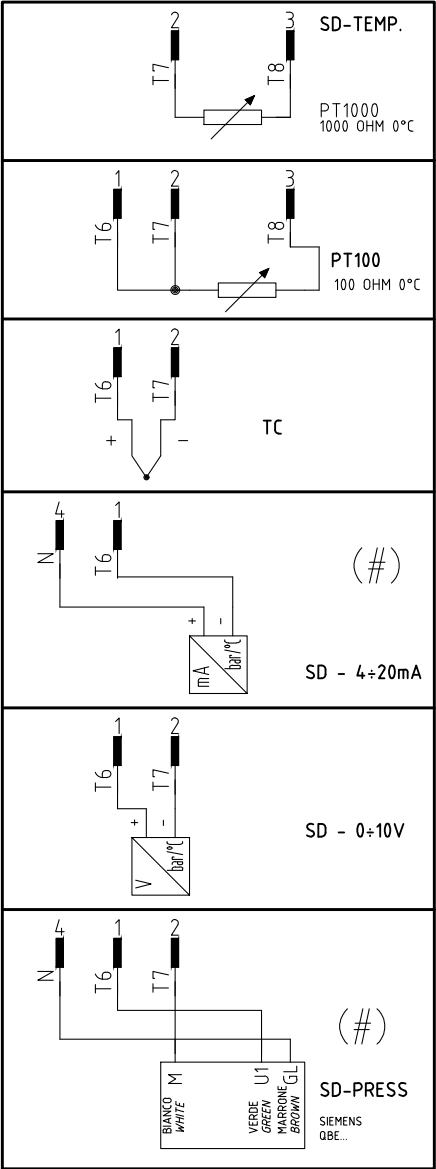 2 3 SD-TEMP.
T7 T8
PT1000
1000 OHM 0°C
1 2 3
T6 T7 T8
PT100
100 OHM 0°C
1 2
T6 T7
+ -
TC
4 1
N T6
(#)
+ -
mA bar/°C
SD - 4÷20mA
1 2
T6 T7
+ -
V bar/°C
SD - 0÷10V
4 1 2
N T6 T7
(#)
M U1 GL
BIANCO
WHITE
VERDE
GREEN
MARRONE
BROWN
SD-PRESS
SIEMENS
QBE...